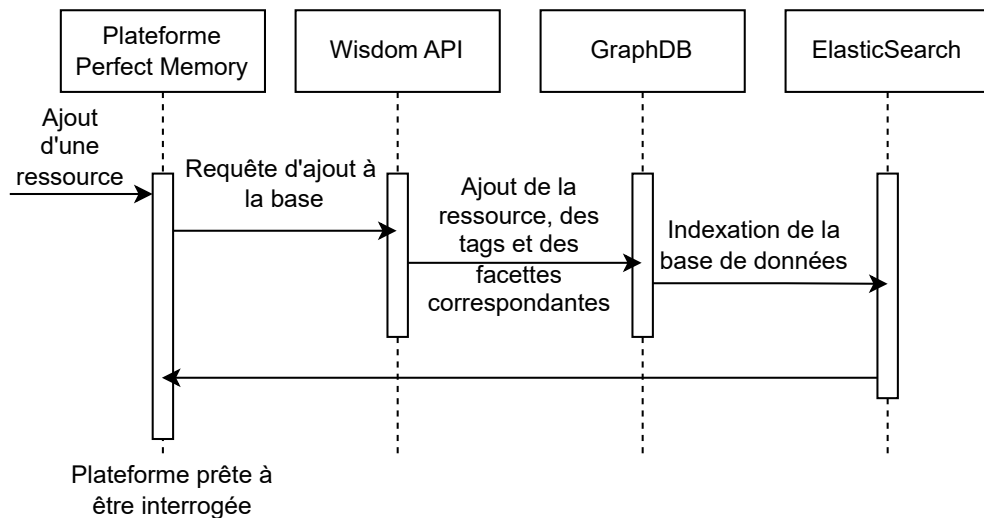 Plateforme
Perfect Memory
Wisdom API
GraphDB
ElasticSearch
Ajout
d'une
ressource
Requête d'ajout à
la base
Ajout de la
ressource, des
tags et des
facettes
correspondantes
Indexation de la
base de données
Plateforme prête à
être interrogée